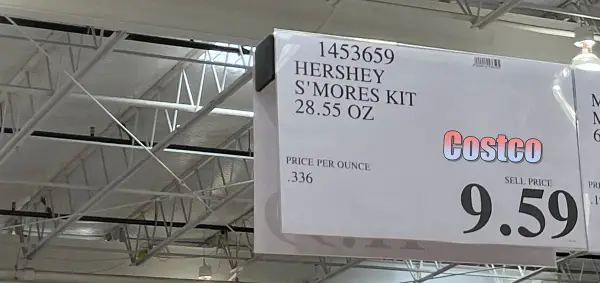 1453659
HERSHEY
S'MORES KIT
28.55 OZ
Costco
PRICE PER OUNCE
.336
SELL PRICE
9.59